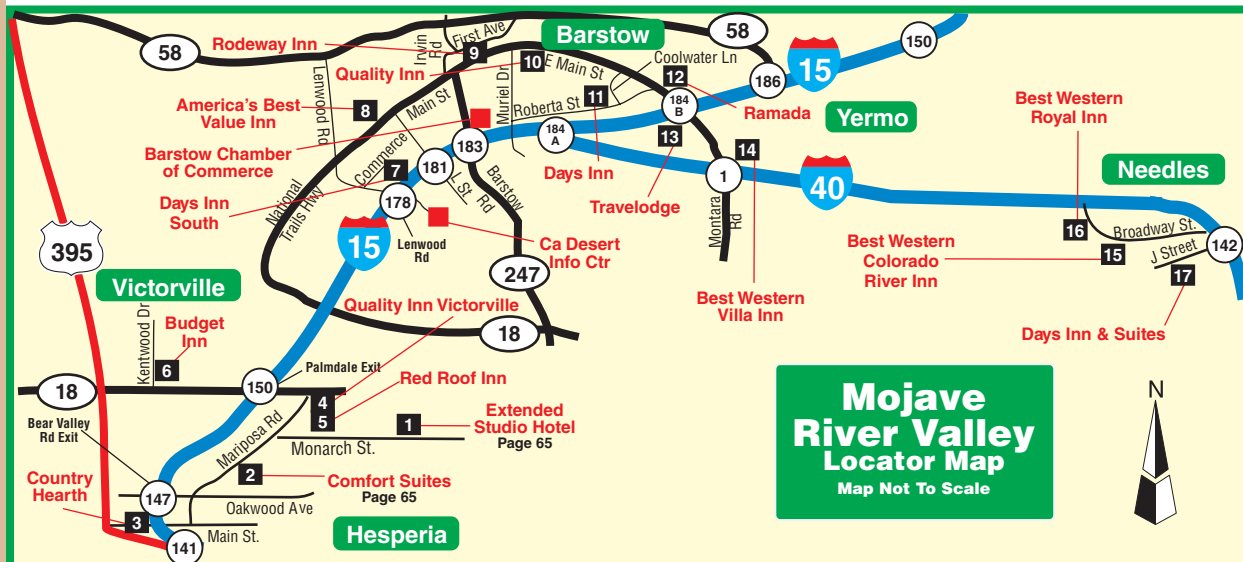 58
Rodeway Inn
Irwin
Rd
First Ave
9
Barstow
58
150
Quality Inn
10
E Main St
Coolwater Ln
12
15
186
Lenwood Rd
America's Best
Value Inn
8
Main St
Muriel Dr
Roberta St
11
184
B
Ramada
Yermo
Best Western
Royal Inn
Barstow Chamber
of Commerce
Commerce
183
184
A
13
14
Needles
7
181
Days Inn
Days Inn
South
178
L St.
Barstow
Rd
Travelodge
1
40
National
Trails Hwy
Montara
Rd
16
Broadway St.
395
15
Lenwood
Rd
Ca Desert
Info Ctr
Best Western
Colorado
River Inn
15
J Street
142
17
247
Victorville
Quality Inn Victorville
Best Western
Villa Inn
Days Inn & Suites
Kentwood Dr
Budget
Inn
18
6
Palmdale Exit
18
150
4
5
Red Roof Inn
Bear Valley
Rd Exit
Mariposa Rd
1
Extended
Studio Hotel
Page 65
Monarch St.
Country
Hearth
2
Comfort Suites
Page 65
147
Oakwood Ave
3
Main St.
141
Hesperia
Mojave
River Valley
Locator Map
Map Not To Scale
N